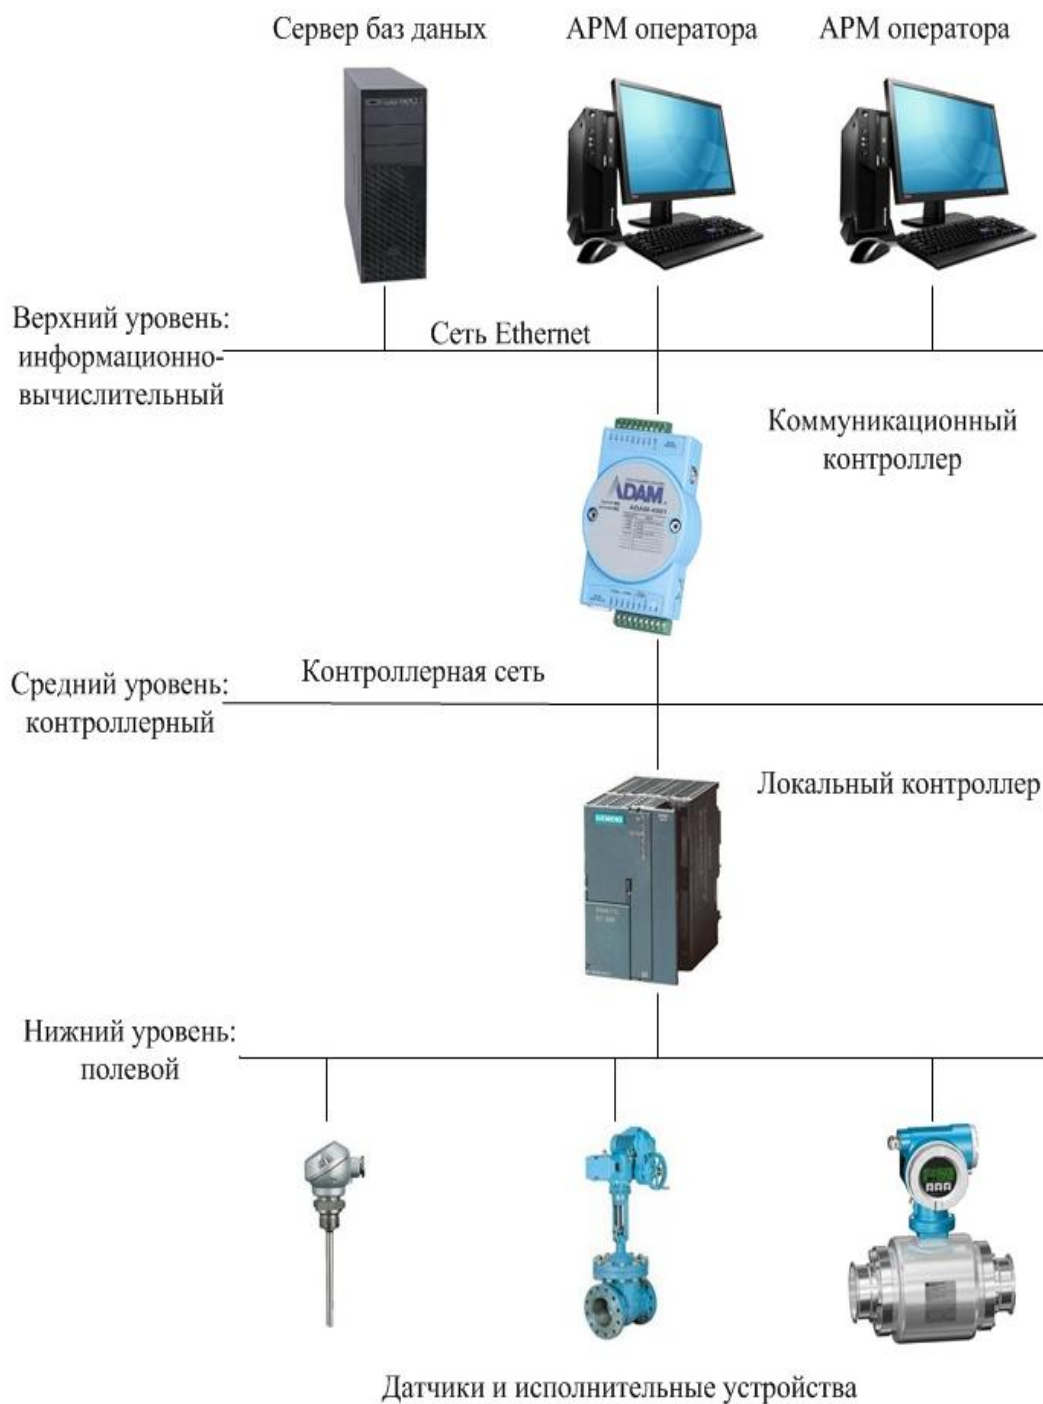 Сервер баз даных
АРМ оператора
АРМ оператора
Верхний уровень:
информационно-
вычислительный
Сеть Ethernet
Коммуникационный
контроллер
ADAM
Средний уровень:
контроллерный
Контроллерная сеть
Локальный контроллер
SIEMENS
Нижний уровень:
полевой
Датчики и исполнительные устройства